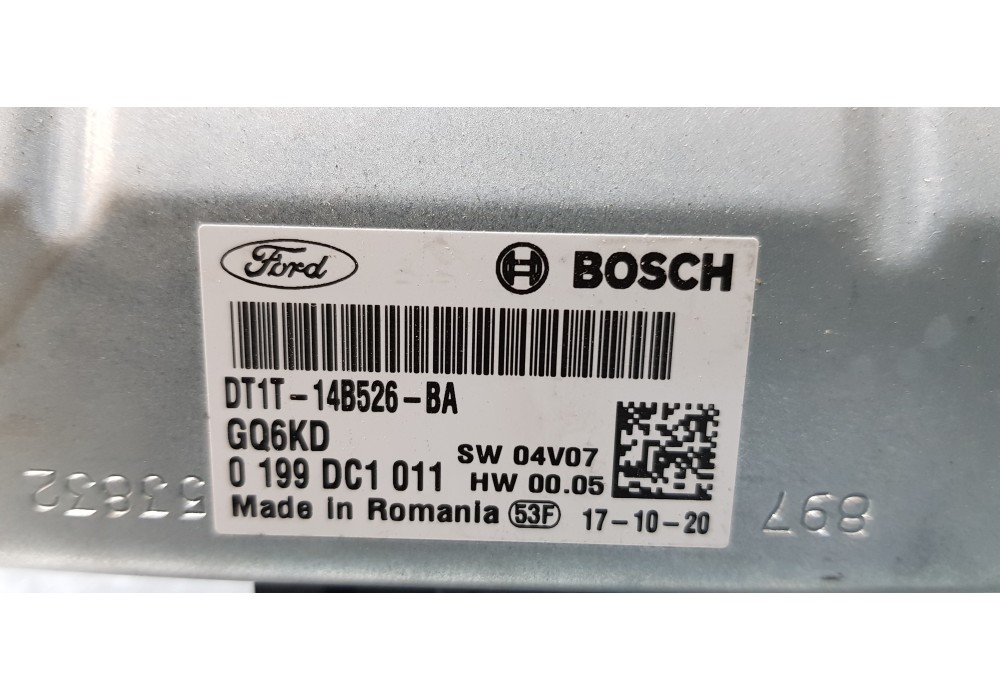 Ford
BOSCH
DT1T-14B526-BA
GQ6KD
SW 04V07
0 199 DC1 011
HW 00.05
Made in Romania 53F 17-10-20
53832
897